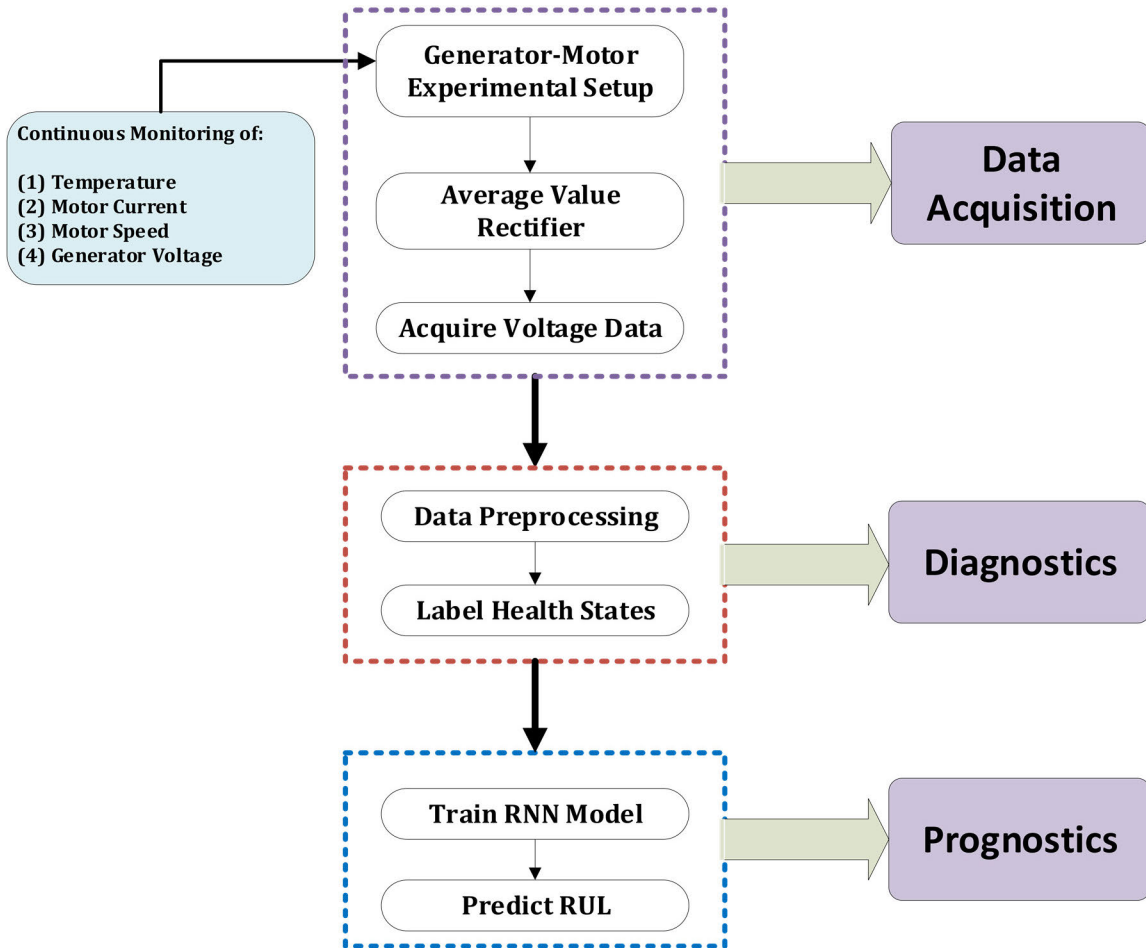 Generator-Motor
Experimental Setup
Continuous Monitoring of:
(1) Temperature
(2) Motor Current
(3) Motor Speed
(4) Generator Voltage
Average Value
Rectifier
Acquire Voltage Data
Data
Acquisition
Data Preprocessing
Label Health States
Diagnostics
Train RNN Model
Predict RUL
Prognostics